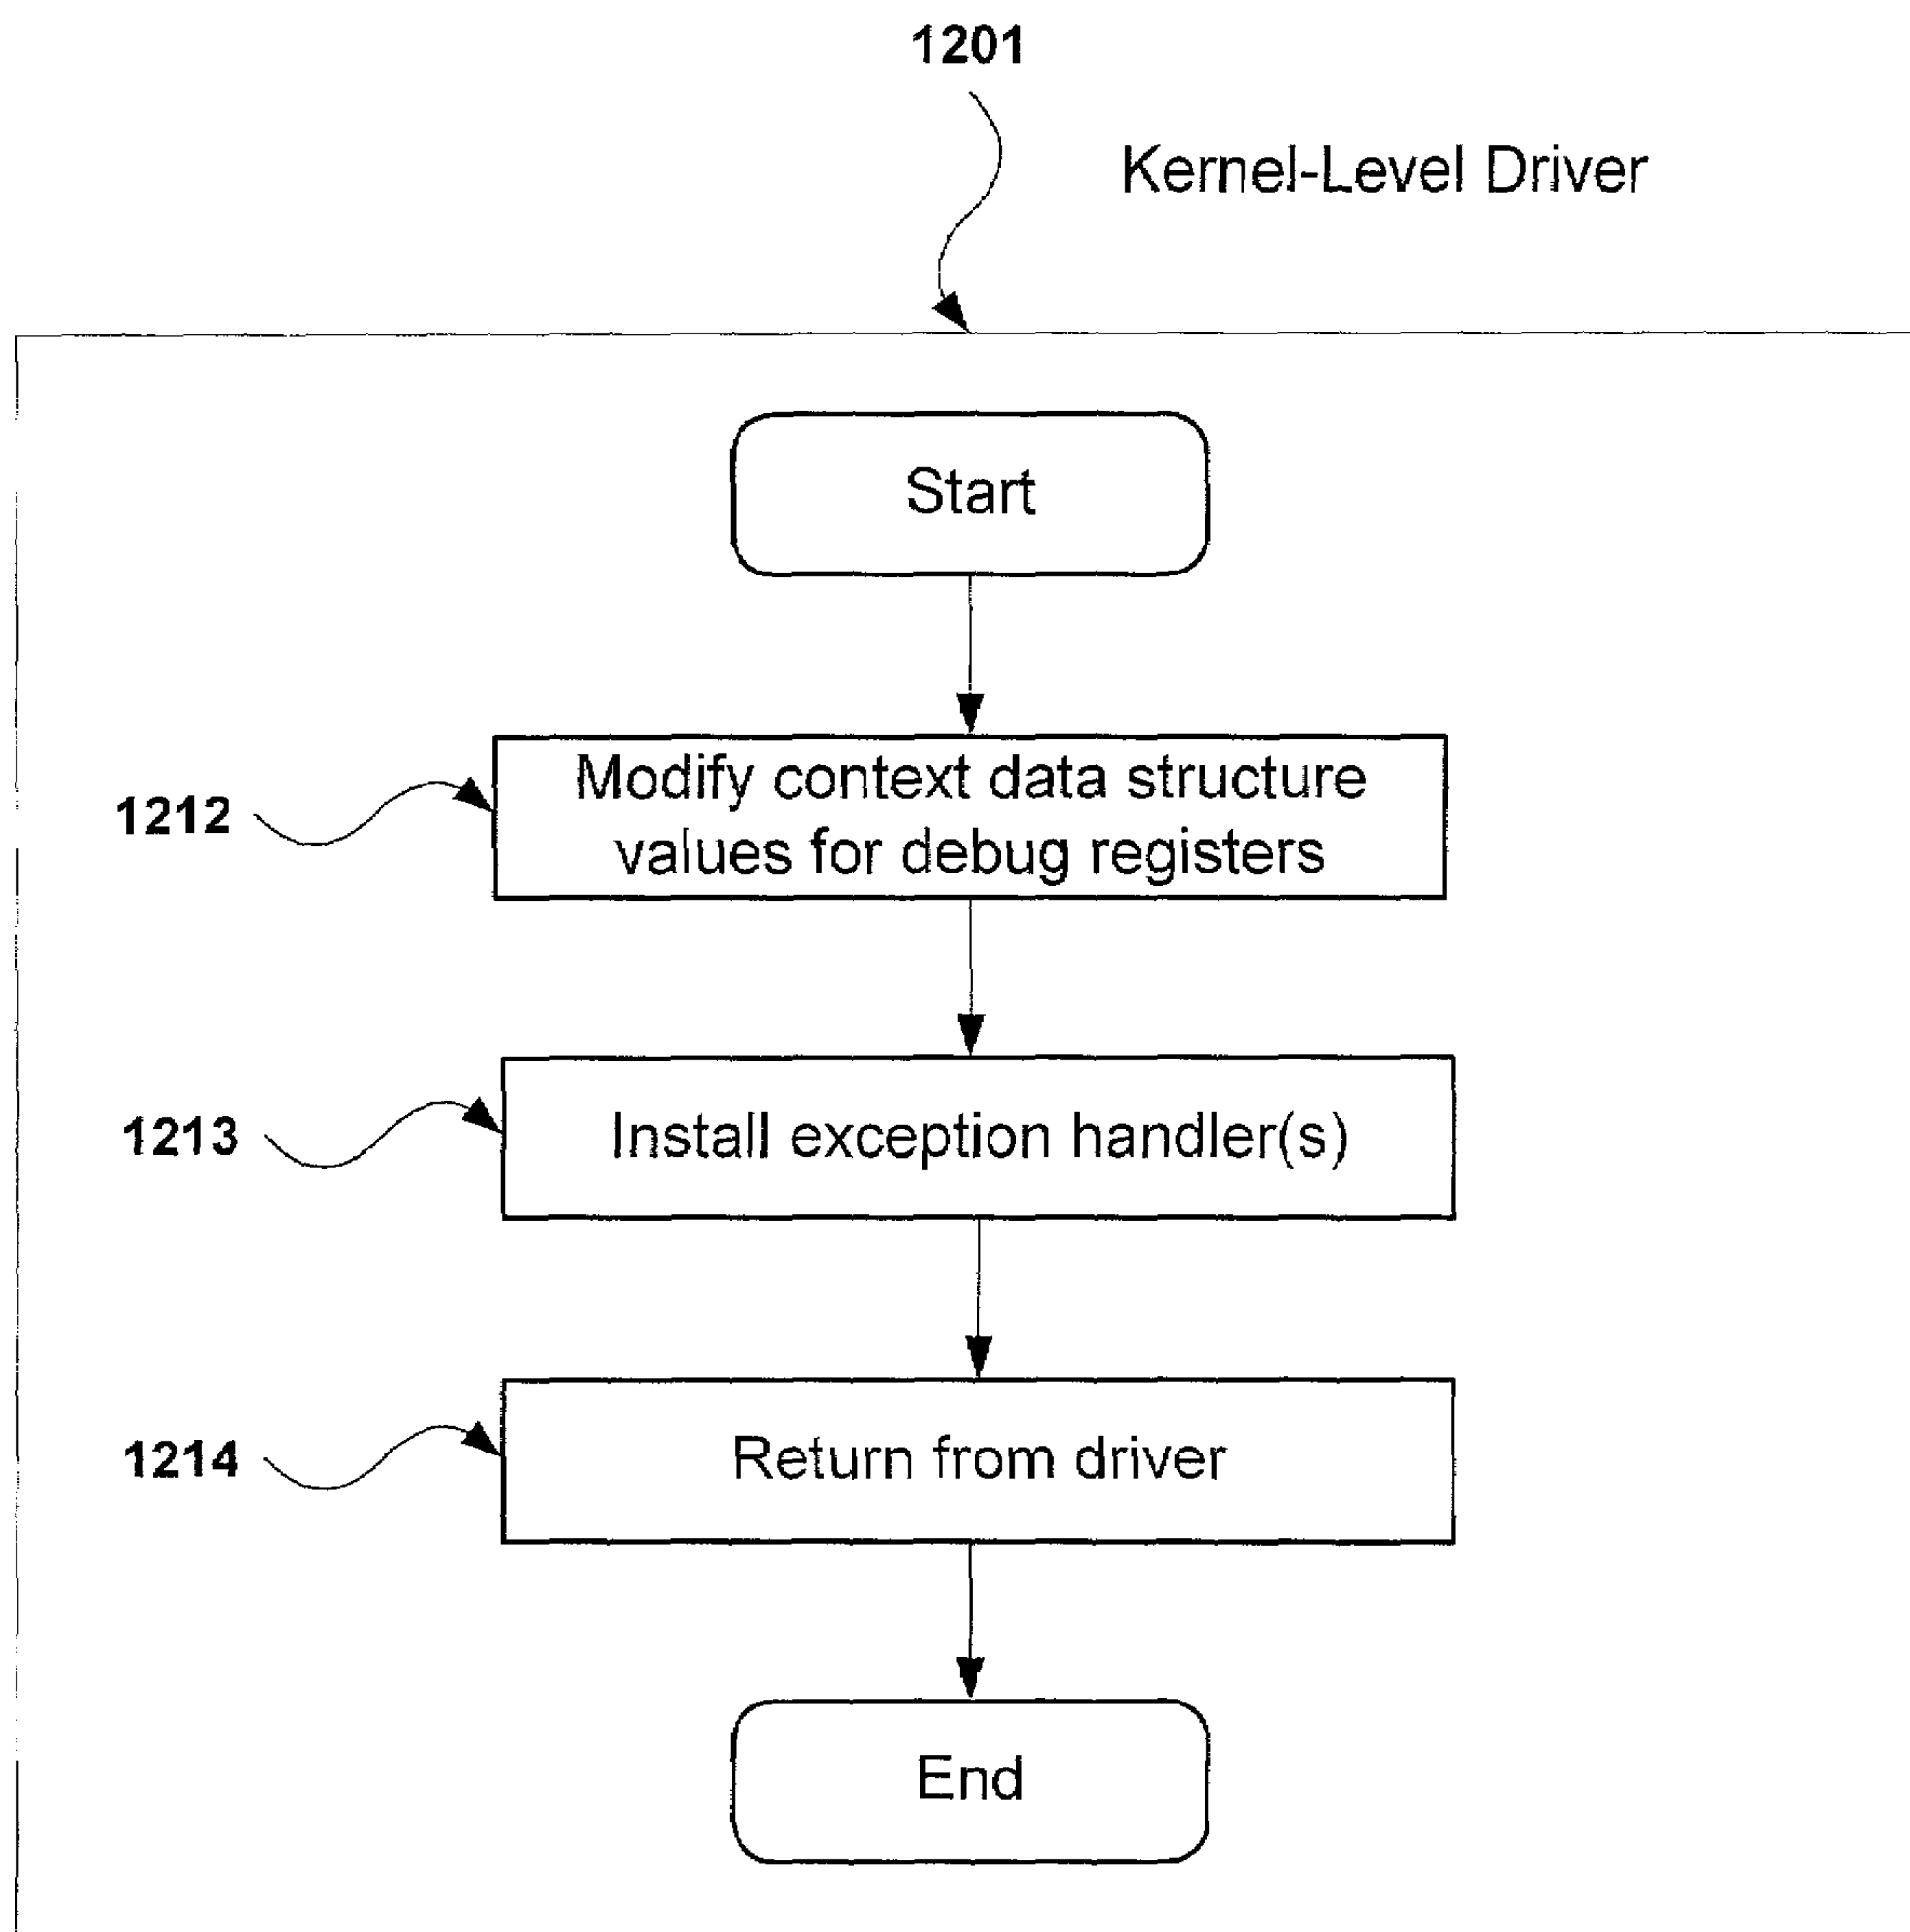 1201
Kernel-Level Driver
Start
1212
Modify context data structure
values for debug registers
1213
Install exception handler(s)
1214
Return from driver
End